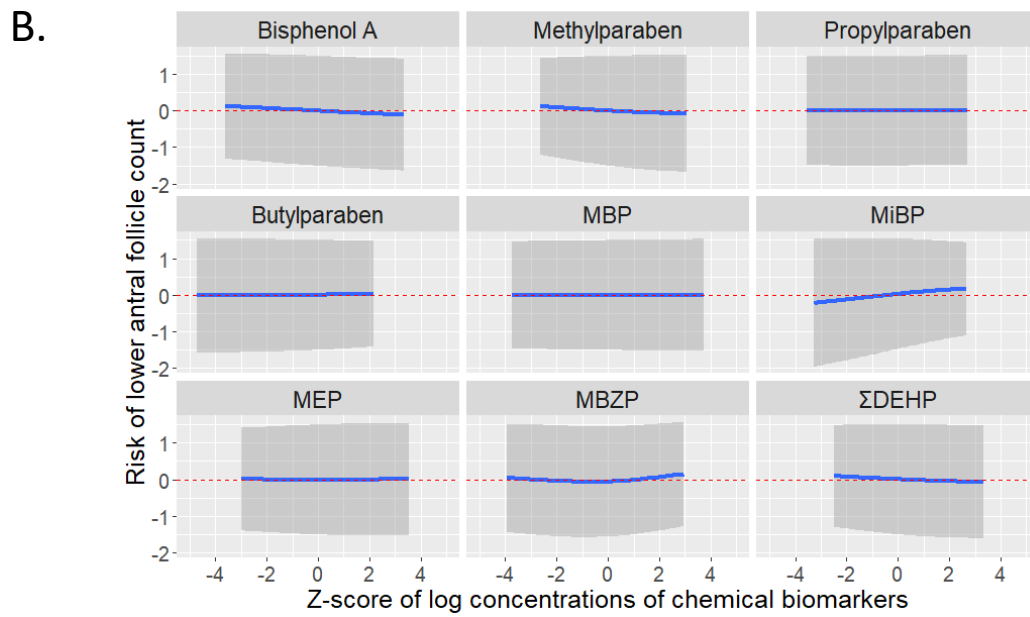 B.
Bisphenol A Methylparaben Propylparaben
1
0
-1
-2
Butylparaben MBP MiBP
1
0
-1
-2
MEP MBZP ΣDEHP
1
0
-1
-2
Risk of lower antral follicle count
-4 -2 0 2 4 -4 -2 0 2 4 -4 -2 0 2 4
Z-score of log concentrations of chemical biomarkers